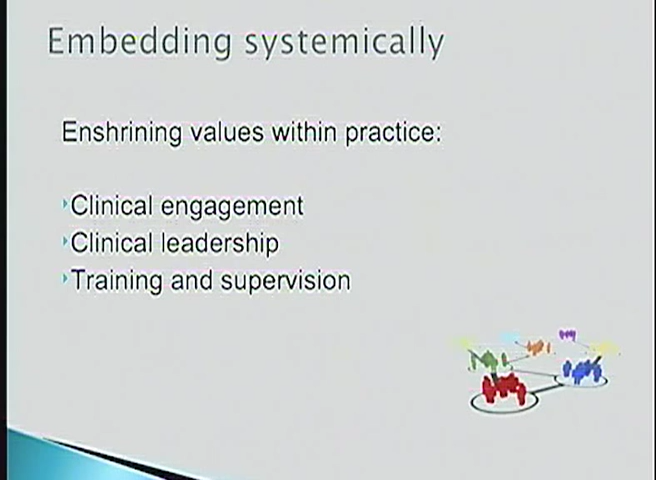 Embedding systemically
Enshrining values within practice:
Clinical engagement
Clinical leadership
Training and supervision